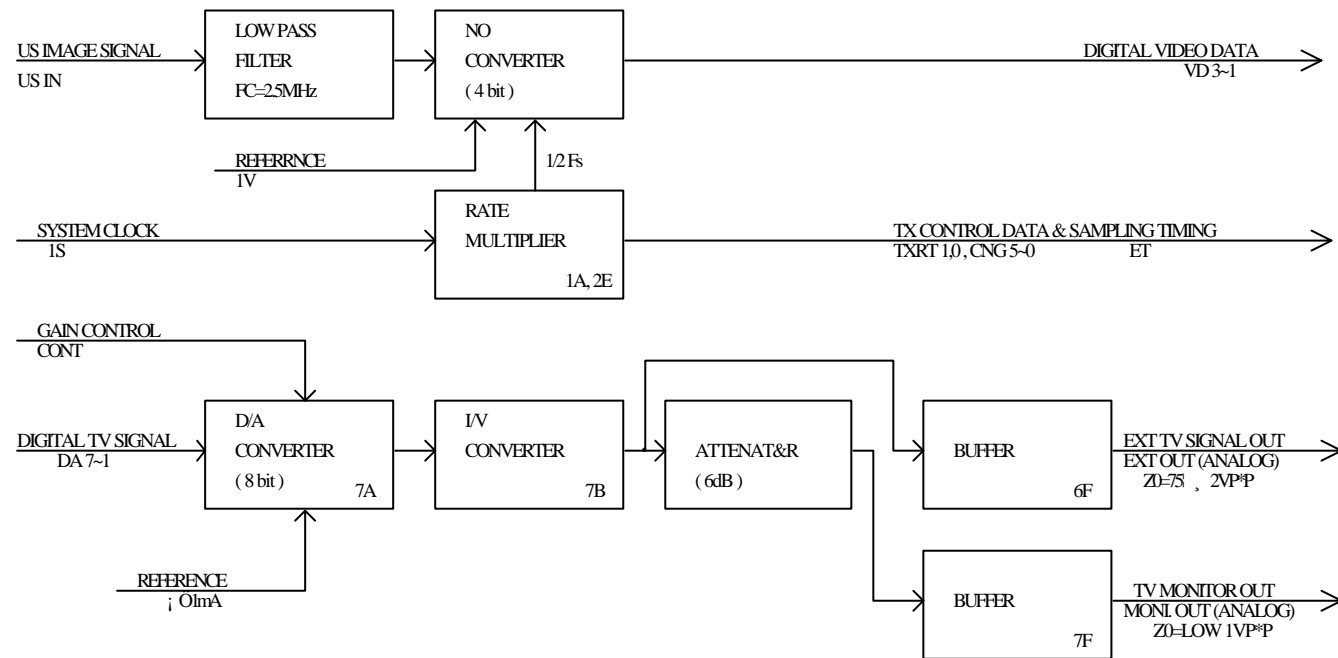 US IMAGE SIGNAL
US IN
LOW PASS
FILTER
FC=2.5MHz
NO
CONVERTER
( 4 bit )
DIGITAL VIDEO DATA
VD 3~1
REFERRNCE
1V
1/2 Fs
SYSTEM CLOCK
1S
RATE
MULTIPLIER
1A, 2E
TX CONTROL DATA & SAMPLING TIMING
TXRT 1,0 , CNG 5~0 ET
GAIN CONTROL
CONT
DIGITAL TV SIGNAL
DA 7~1
D/A
CONVERTER
( 8 bit )
7A
I/V
CONVERTER
7B
ATTENAT&R
( 6dB )
BUFFER
6F
EXT TV SIGNAL OUT
EXT OUT (ANALOG)
Z0=75¦ ¸ 2VP*P
REFERENCE
¡ Ö1mA
BUFFER
7F
TV MONITOR OUT
MONI. OUT (ANALOG)
Z0=LOW 1VP*P